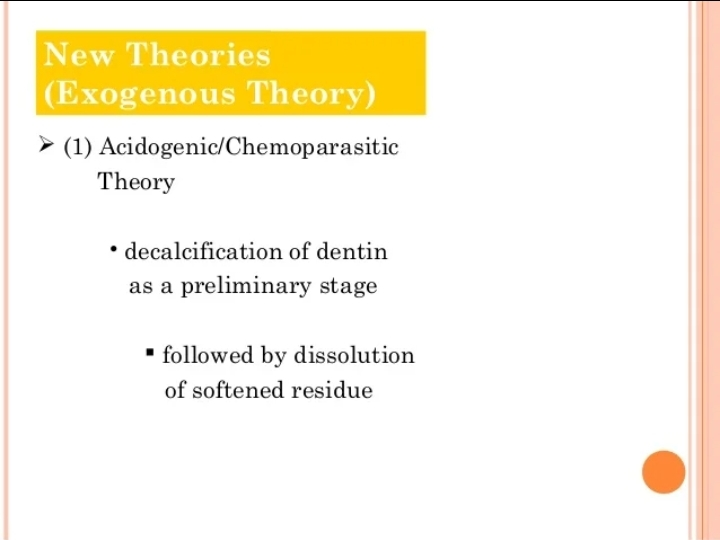 New Theories
(Exogenous Theory)
➢ (1) Acidogenic/Chemoparasitic
Theory
• decalcification of dentin
as a preliminary stage
▪ followed by dissolution
of softened residue